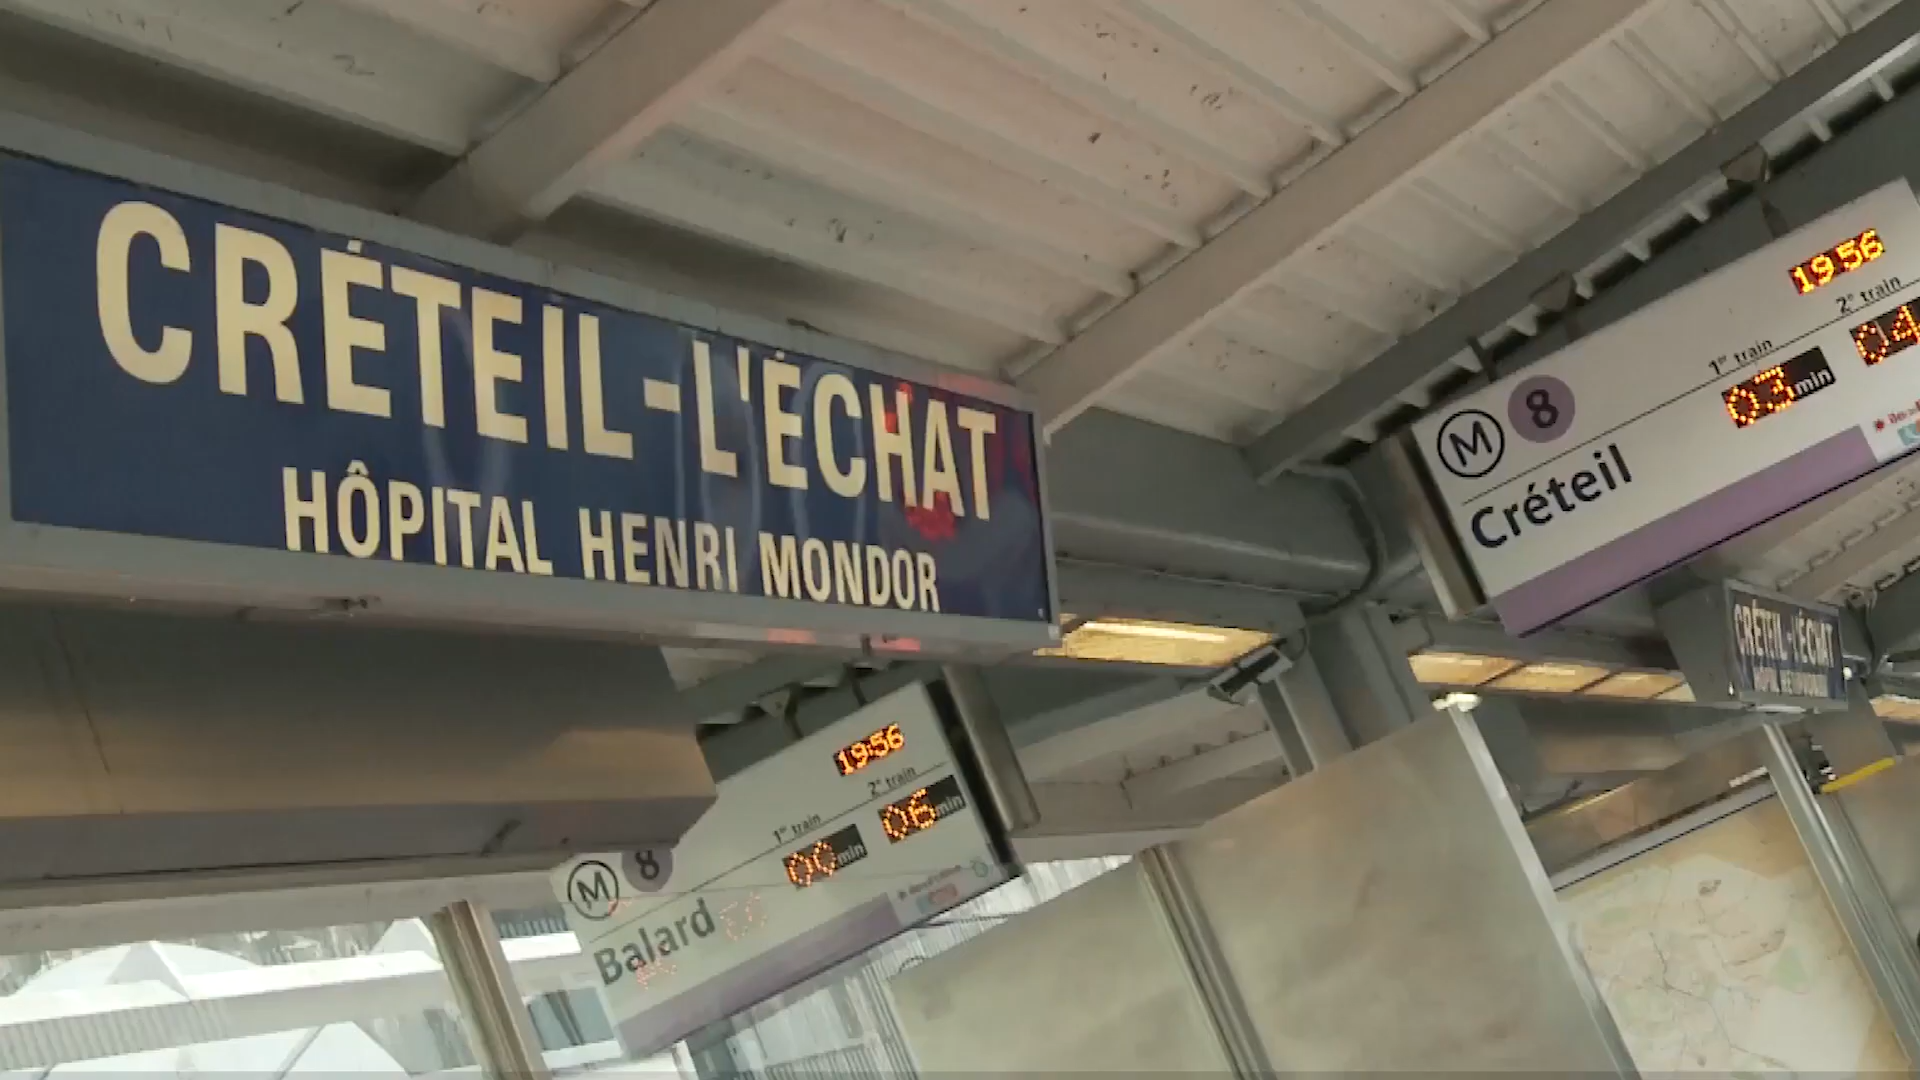 CRÉTEIL-L'ÉCHAT
HÔPITAL HENRI MONDOR
19:56
1er train 2e train
03 min 04
M 8
Créteil
CRÉTEIL-L'ÉCHAT
19:56
1er train 2e train
00 min 06 min
M 8
Balard